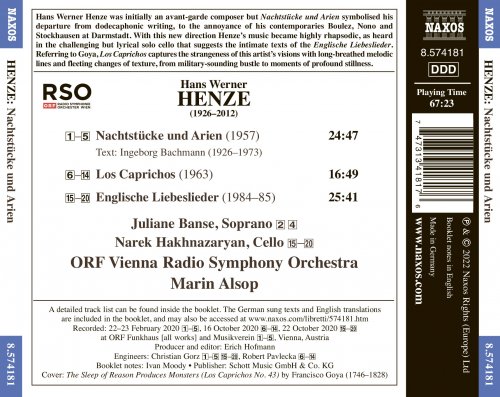 HENZE: Nachtstücke und Arien
8.574181
Hans Werner Henze was initially an avant-garde composer but Nachtstücke und Arien symbolised his
departure from dodecaphonic writing, to the annoyance of his contemporaries Boulez, Nono and
Stockhausen at Darmstadt. With this new direction Henze's music became highly rhapsodic, as heard
in the challenging but lyrical solo cello that suggests the intimate texts of the Englische Liebeslieder.
Referring to Goya, Los Caprichos captures the strangeness of this artist's visions with long-breathed melodic
lines and fleeting changes of texture, from military-sounding bustle to moments of profound stillness.
RSO
ORF RADIO SYMPHONIE
ORCHESTER WIEN
Hans Werner
HENZE
(1926–2012)
1–5 Nachtstücke und Arien (1957) 24:47
Text: Ingeborg Bachmann (1926–1973)
6–14 Los Caprichos (1963) 16:49
15–20 Englische Liebeslieder (1984–85) 25:41
Juliane Banse, Soprano 2 4
Narek Hakhnazaryan, Cello 15–20
ORF Vienna Radio Symphony Orchestra
Marin Alsop
A detailed track list can be found inside the booklet. The German sung texts and English translations
are included in the booklet, and may also be accessed at www.naxos.com/libretti/574181.htm
Recorded: 22–23 February 2020 1–5, 16 October 2020 6–14, 22 October 2020 15–20
at ORF Funkhaus [all works] and Musikverein 1–5, Vienna, Austria
Producer and editor: Erich Hofmann
Engineers: Christian Gorz 1–5 15–20, Robert Pavlecka 6–14
Booklet notes: Ivan Moody • Publisher: Schott Music GmbH & Co. KG
Cover: The Sleep of Reason Produces Monsters (Los Caprichos No. 43) by Francisco Goya (1746–1828)
NAXOS
8.574181
DDD
Playing Time
67:23
7 47313 41817 6
℗ & © 2022 Naxos Rights (Europe) Ltd
Booklet notes in English
Made in Germany
www.naxos.com
NAXOS
HENZE: Nachtstücke und Arien
8.574181
NAXOS